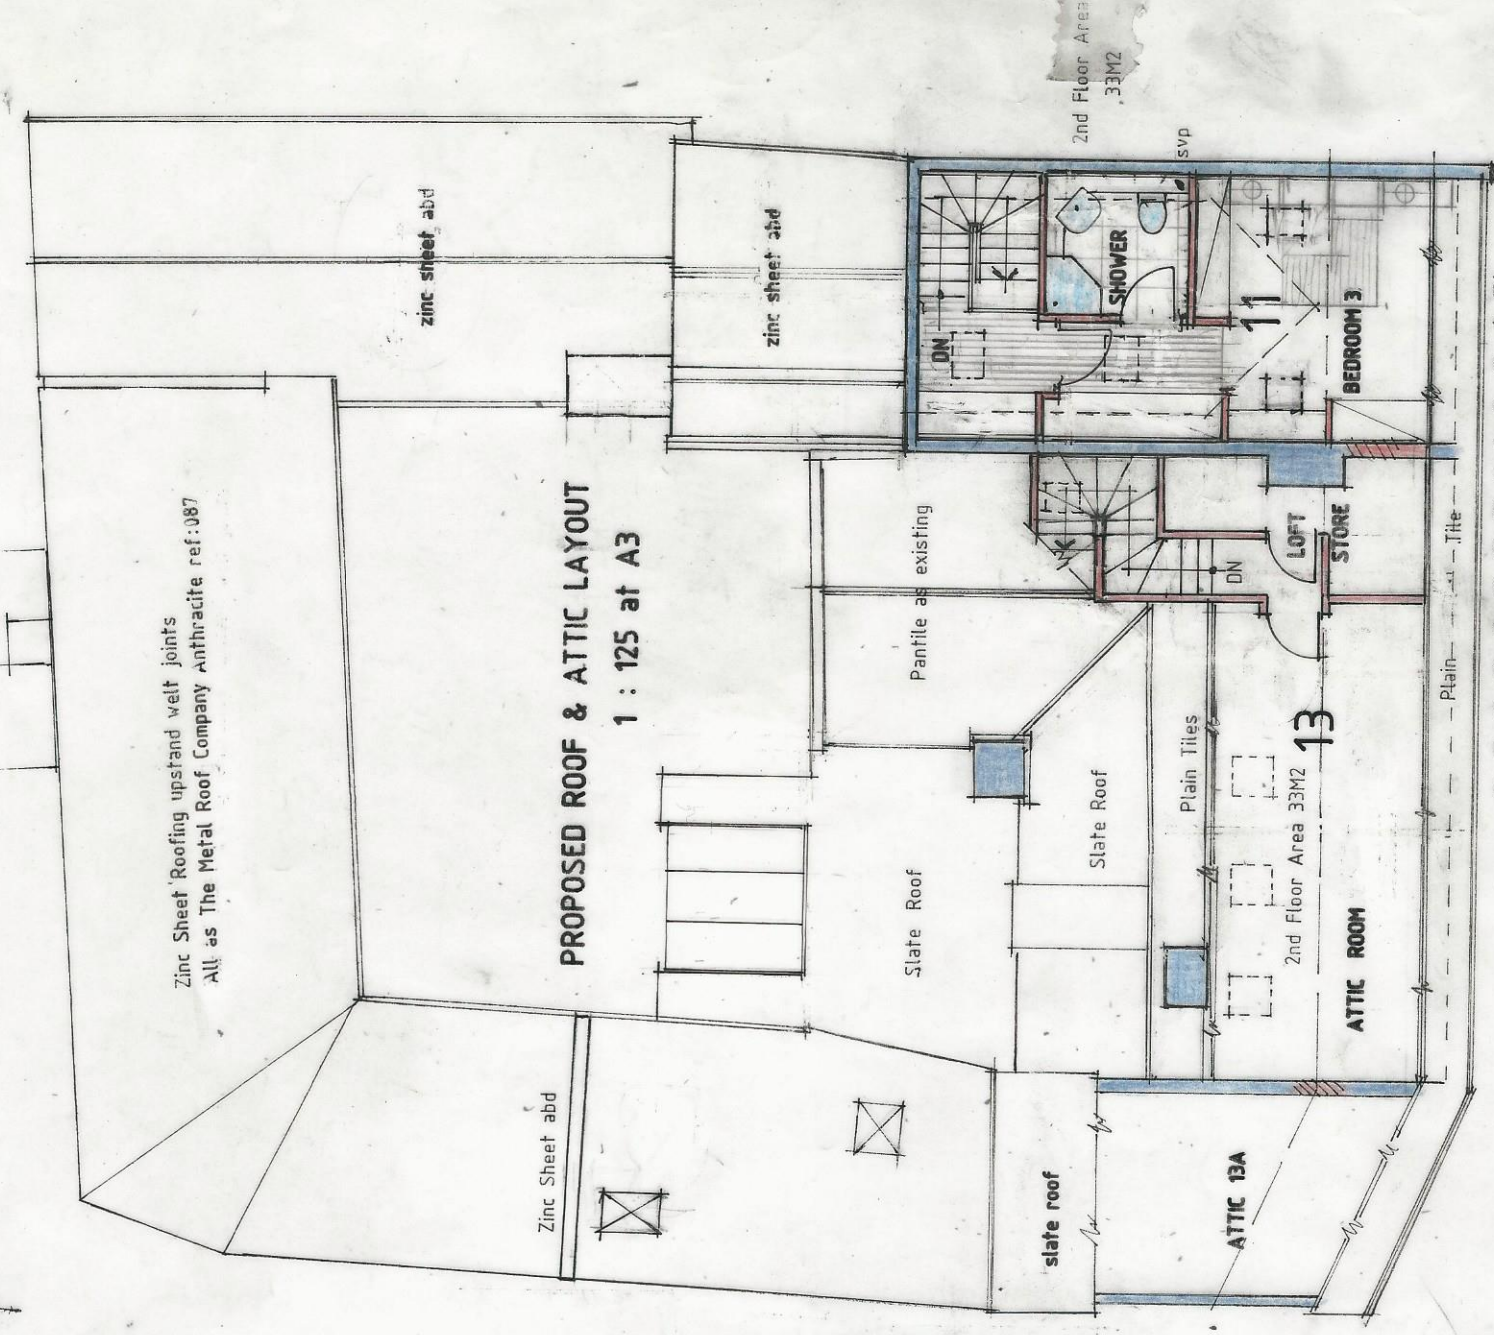 2nd Floor Area
33M2
svp
zinc sheet abd
zinc sheet abd
SHOWER
DN
11
BEDROOM 3
Zinc Sheet Roofing upstand welt joints
All as The Metal Roof Company Anthracite ref:087
PROPOSED ROOF & ATTIC LAYOUT
1 : 125 at A3
Pantile as existing
DN
LOFT
STORE
Plain Tile
Slate Roof
Slate Roof
Plain Tiles
2nd Floor Area 33M2
13
ATTIC ROOM
Zinc Sheet abd
slate roof
ATTIC 13A